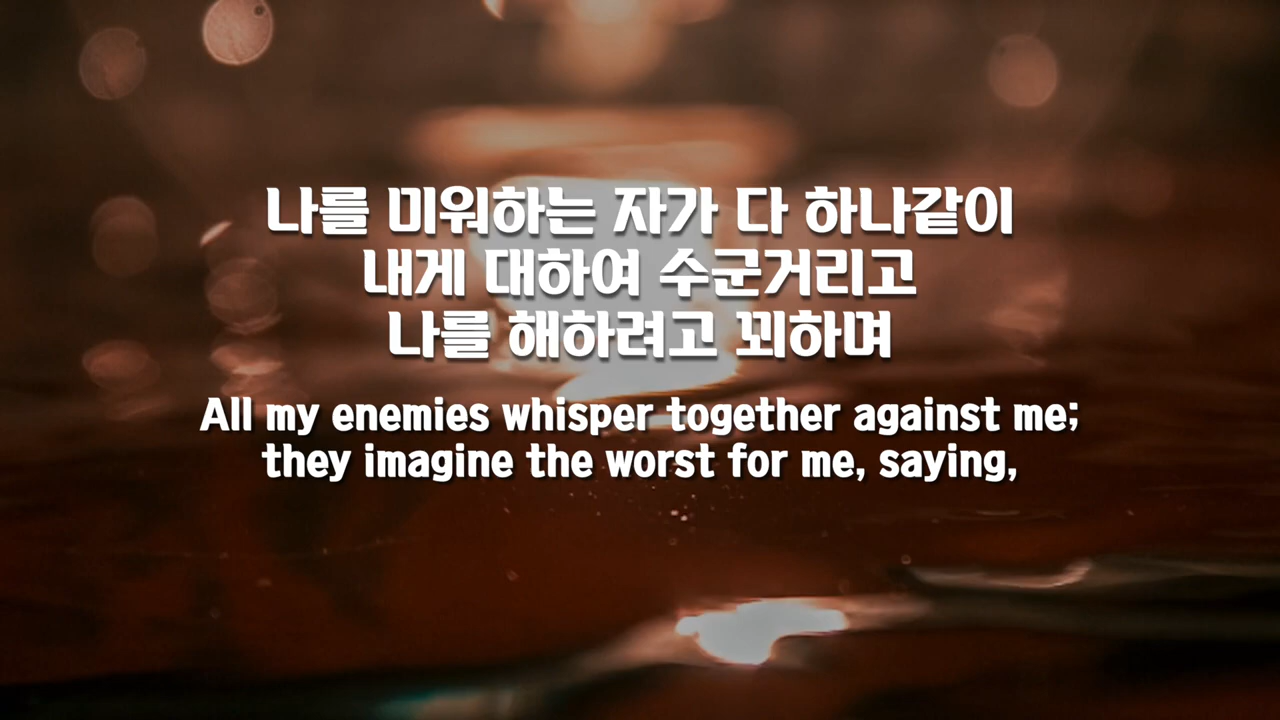 나를 미워하는 자가 다 하나같이
내게 대하여 수군거리고
나를 해하려고 꾀하며
All my enemies whisper together against me;
they imagine the worst for me, saying,